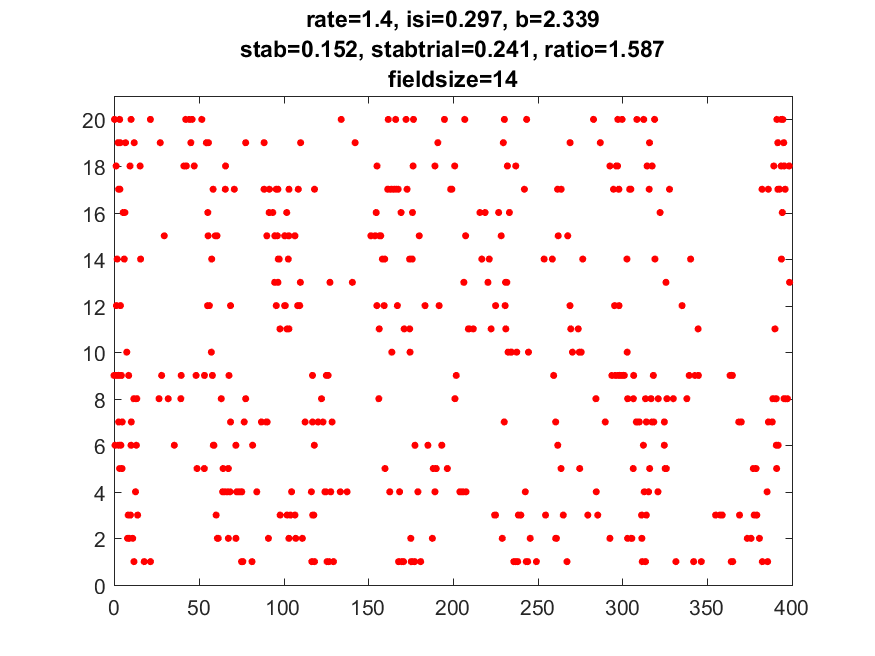 rate=1.4, isi=0.297, b=2.339
stab=0.152, stabtrial=0.241, ratio=1.587
fieldsize=14
20
18
16
14
12
10
8
6
4
2
0
0 50 100 150 200 250 300 350 400